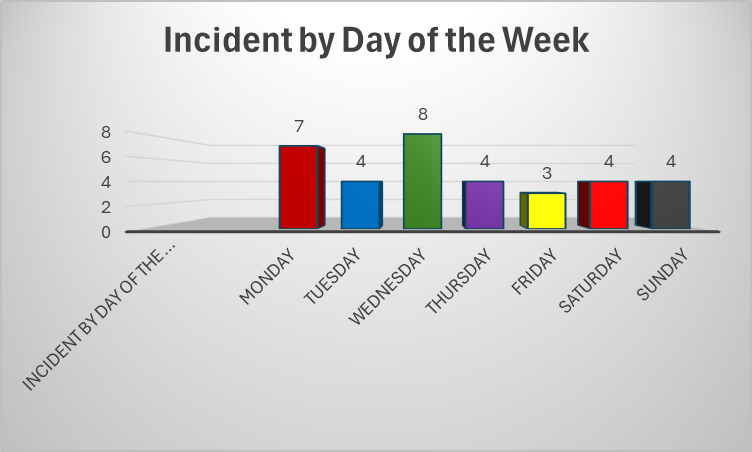 Incident by Day of the Week
8
7
4
8
4
3
4
4
6
4
2
0
INCIDENT BY DAY OF THE...
MONDAY
TUESDAY
WEDNESDAY
THURSDAY
FRIDAY
SATURDAY
SUNDAY